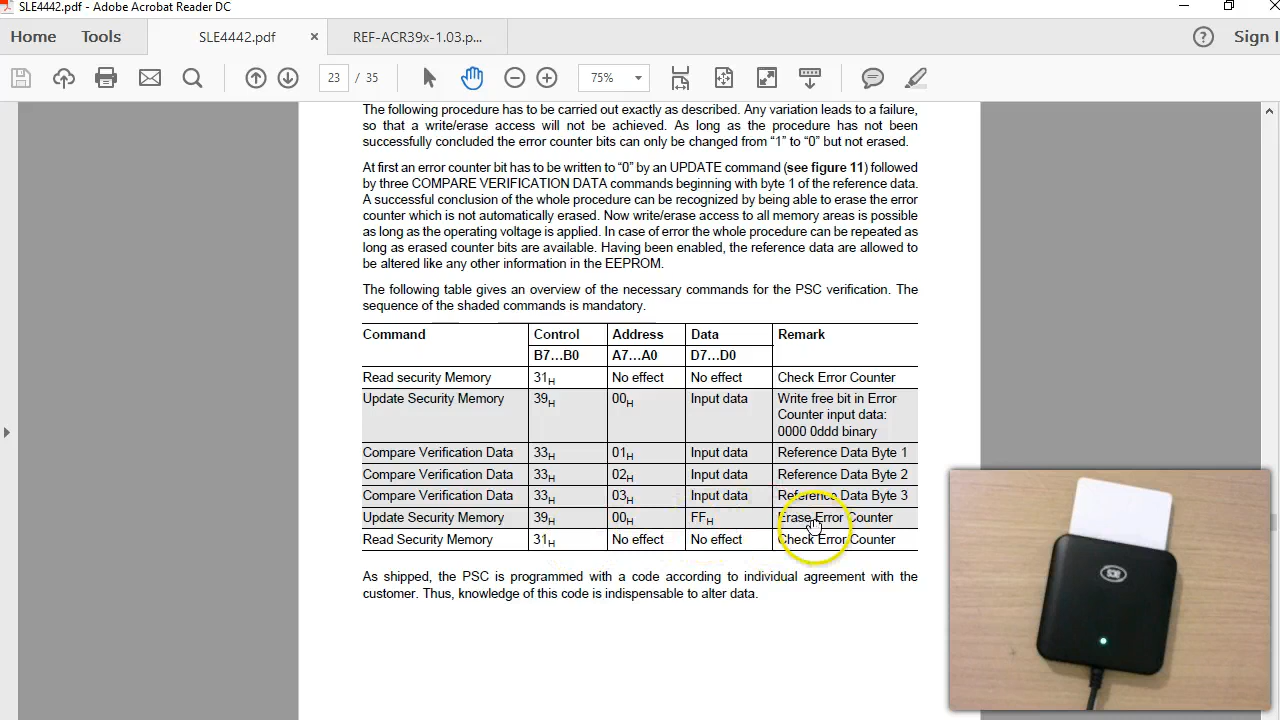 SLE4442.pdf - Adobe Acrobat Reader DC
Home Tools SLE4442.pdf × REF-ACR39x-1.03.p... ? Sign I
23 / 35 75%
The following procedure has to be carried out exactly as described. Any variation leads to a failure,
so that a write/erase access will not be achieved. As long as the procedure has not been
successfully concluded the error counter bits can only be changed from “1” to “0” but not erased.
At first an error counter bit has to be written to “0” by an UPDATE command (see figure 11) followed
by three COMPARE VERIFICATION DATA commands beginning with byte 1 of the reference data.
A successful conclusion of the whole procedure can be recognized by being able to erase the error
counter which is not automatically erased. Now write/erase access to all memory areas is possible
as long as the operating voltage is applied. In case of error the whole procedure can be repeated as
long as erased counter bits are available. Having been enabled, the reference data are allowed to
be altered like any other information in the EEPROM.
The following table gives an overview of the necessary commands for the PSC verification. The
sequence of the shaded commands is mandatory.
Command Control Address Data Remark
B7...B0 A7...A0 D7...D0
Read security Memory 31H No effect No effect Check Error Counter
Update Security Memory 39H 00H Input data Write free bit in Error
Counter input data:
0000 0ddd binary
Compare Verification Data 33H 01H Input data Reference Data Byte 1
Compare Verification Data 33H 02H Input data Reference Data Byte 2
Compare Verification Data 33H 03H Input data Reference Data Byte 3
Update Security Memory 39H 00H FFH Erase Error Counter
Read Security Memory 31H No effect No effect Check Error Counter
As shipped, the PSC is programmed with a code according to individual agreement with the
customer. Thus, knowledge of this code is indispensable to alter data.